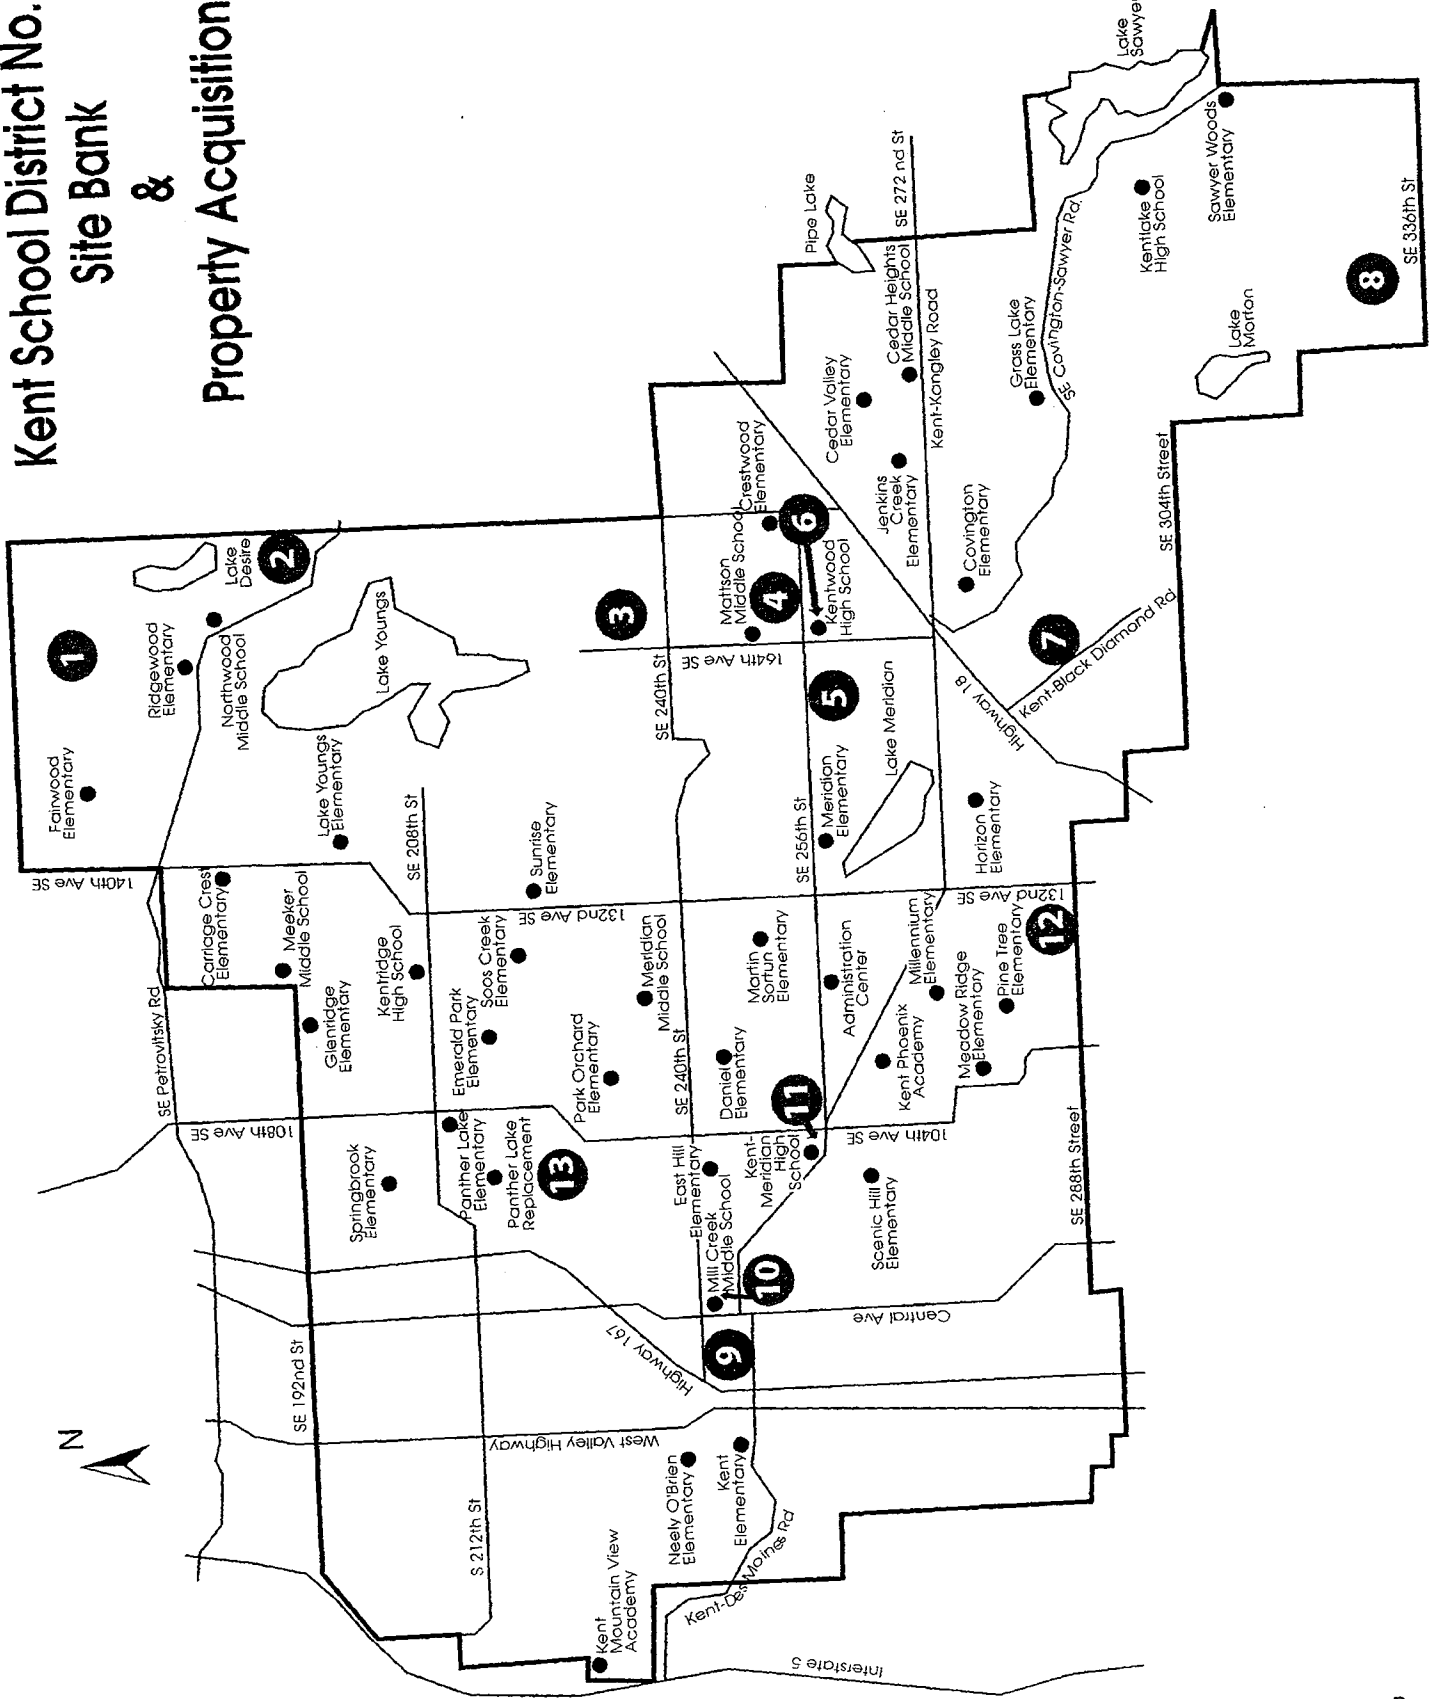 Kent School District No.
Site Bank
&
Property Acquisition
N
1
2
3
4
5
6
7
8
9
10
11
12
13
Fairwood
Elementary
Ridgewood
Elementary
Northwood
Middle School
Lake
Desire
Lake Youngs
Lake Youngs
Elementary
140th Ave SE
Carriage Crest
Elementary
Meeker
Middle School
SE Petrovitsky Rd
Glenridge
Elementary
Kentridge
High School
SE 208th St
Sunrise
Elementary
132nd Ave SE
Soos Creek
Elementary
Emerald Park
Elementary
Park Orchard
Elementary
Meridian
Middle School
SE 240th St
SE 240th St
164th Ave SE
Mattson
Middle School
Crestwood
Elementary
Kentwood
High School
SE 256th St
Meridian
Elementary
Lake Meridian
Martin
Sortun
Elementary
Daniel
Elementary
Administration
Center
Millennium
Elementary
Kent Phoenix
Academy
Meadow Ridge
Elementary
Pine Tree
Elementary
132nd Ave SE
Horizon
Elementary
Highway 18
Kent-Black Diamond Rd
Covington
Elementary
Jenkins
Creek
Elementary
Cedar Valley
Elementary
Cedar Heights
Middle School
Kent-Kangley Road
SE 272 nd St
Pipe Lake
Grass Lake
Elementary
SE Covington-Sawyer Rd.
Lake
Kentlake
High School
Sawyer Woods
Elementary
Lake
Morton
SE 336th St
SE 304th Street
SE 288th Street
108th Ave SE
Springbrook
Elementary
Panther Lake
Elementary
Panther Lake
Replacement
East Hill
Elementary
Mill Creek
Middle School
Kent-
Meridian
High
School
104th Ave SE
Scenic Hill
Elementary
Central Ave
Highway 167
SE 192nd St
West Valley Highway
S 212th St
Neely O'Brien
Elementary
Kent
Elementary
Kent
Mountain View
Academy
Kent-Des Moines Rd
Interstate 5